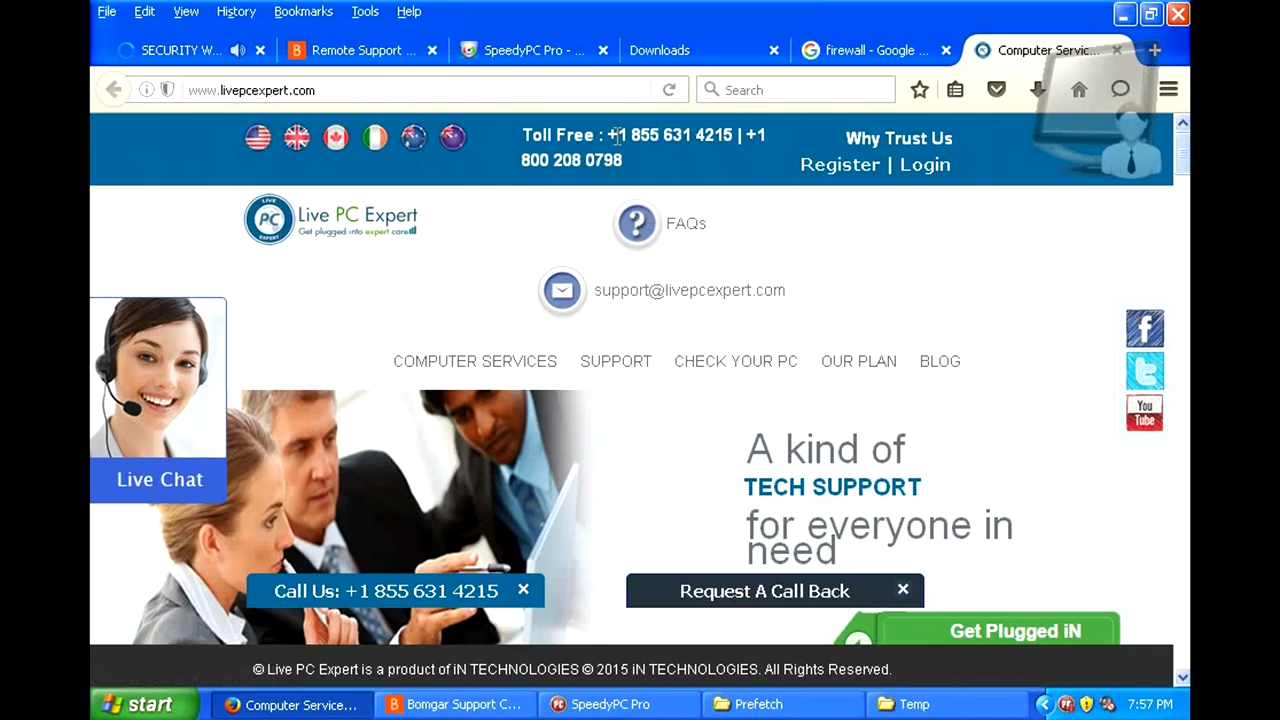 File Edit View History Bookmarks Tools Help
SECURITY W... Remote Support ... SpeedyPC Pro - ... Downloads firewall - Google ... Computer Servic...
www.livepcexpert.com Search
Toll Free : +1 855 631 4215 | +1
800 208 0798
Why Trust Us
Register | Login
LIVE PC EXPERT
Live PC Expert
Get plugged into expert care
FAQs
support@livepcexpert.com
COMPUTER SERVICES SUPPORT CHECK YOUR PC OUR PLAN BLOG
Live Chat
A kind of
TECH SUPPORT
for everyone in
need
You
Tube
Call Us: +1 855 631 4215
Request A Call Back
Get Plugged iN
© Live PC Expert is a product of iN TECHNOLOGIES © 2015 iN TECHNOLOGIES. All Rights Reserved.
start Computer Service... Bomgar Support C... SpeedyPC Pro Prefetch Temp 7:57 PM